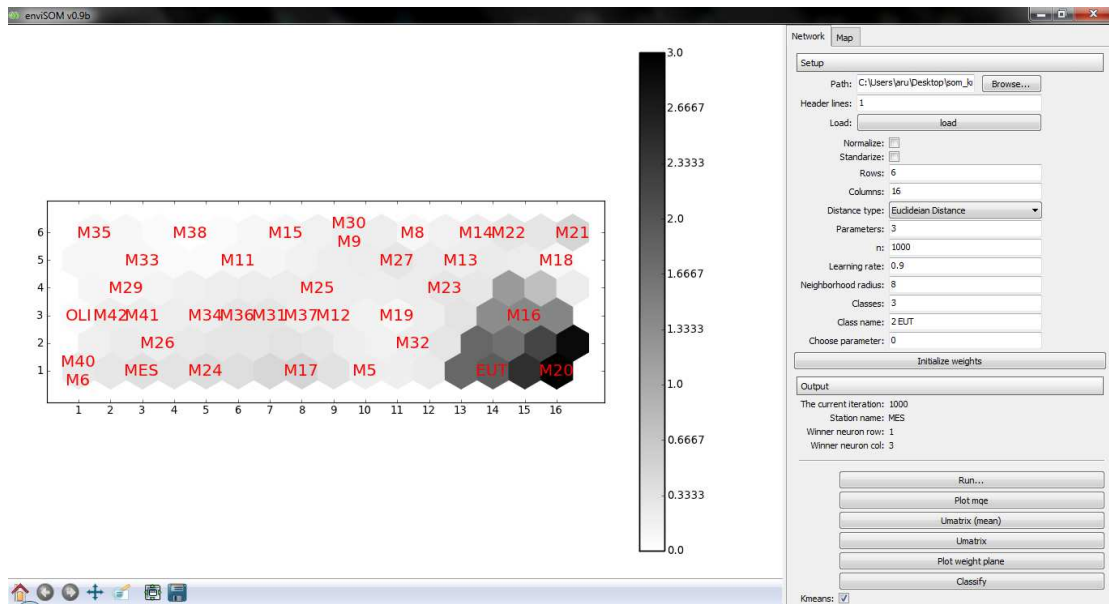 enviSOM v0.9b
Network Map
Setup
Path: C:\Users\aru\Desktop\som_k Browse...
Header lines: 1
Load: load
Normalize:
Standarize:
Rows: 6
Columns: 16
Distance type: Euclideian Distance
Parameters: 3
n: 1000
Learning rate: 0.9
Neighborhood radius: 8
Classes: 3
Class name: 2 EUT
Choose parameter: 0
Initialize weights
Output
The current iteration: 1000
Station name: MES
Winner neuron row: 1
Winner neuron col: 3
Run...
Plot mqe
Umatrix (mean)
Umatrix
Plot weight plane
Classify
Kmeans:
3.0
2.6667
2.3333
2.0
1.6667
1.3333
1.0
0.6667
0.3333
0.0
M30
6 M35 M38 M15 M8 M14 M22 M21
M9
5 M33 M11 M27 M13 M18
4 M29 M25 M23
3 OLI M42 M41 M34 M36 M31 M37 M12 M19 M16
2 M26 M32
M40
1 MES M24 M17 M5 EUT M20
M6
1 2 3 4 5 6 7 8 9 10 11 12 13 14 15 16